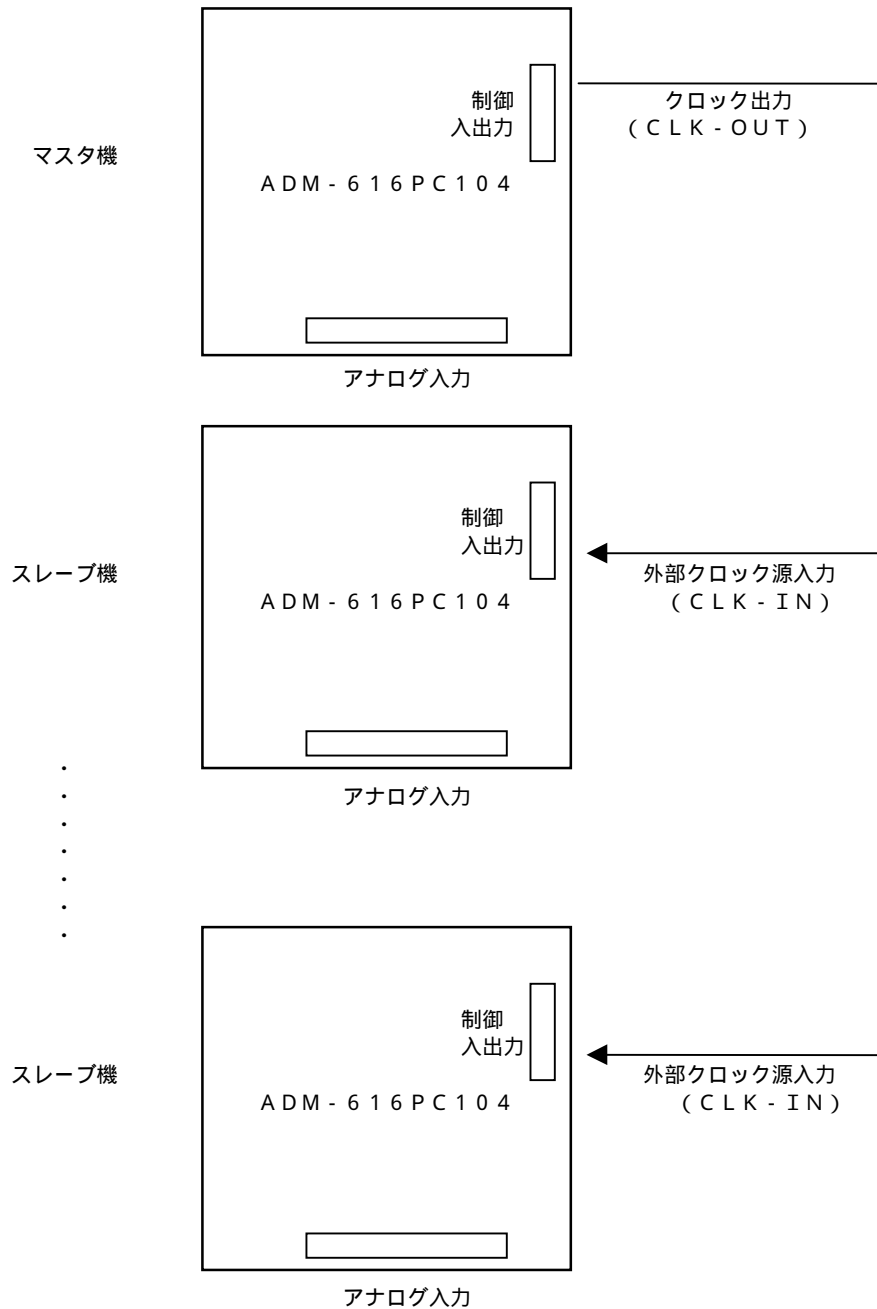 制御
入出力
クロック出力
(CLK-OUT)
マスタ機
ADM-616PC104
アナログ入力
制御
入出力
外部クロック源入力
(CLK-IN)
スレーブ機
ADM-616PC104
アナログ入力
・
・
・
・
・
・
・
制御
入出力
外部クロック源入力
(CLK-IN)
スレーブ機
ADM-616PC104
アナログ入力